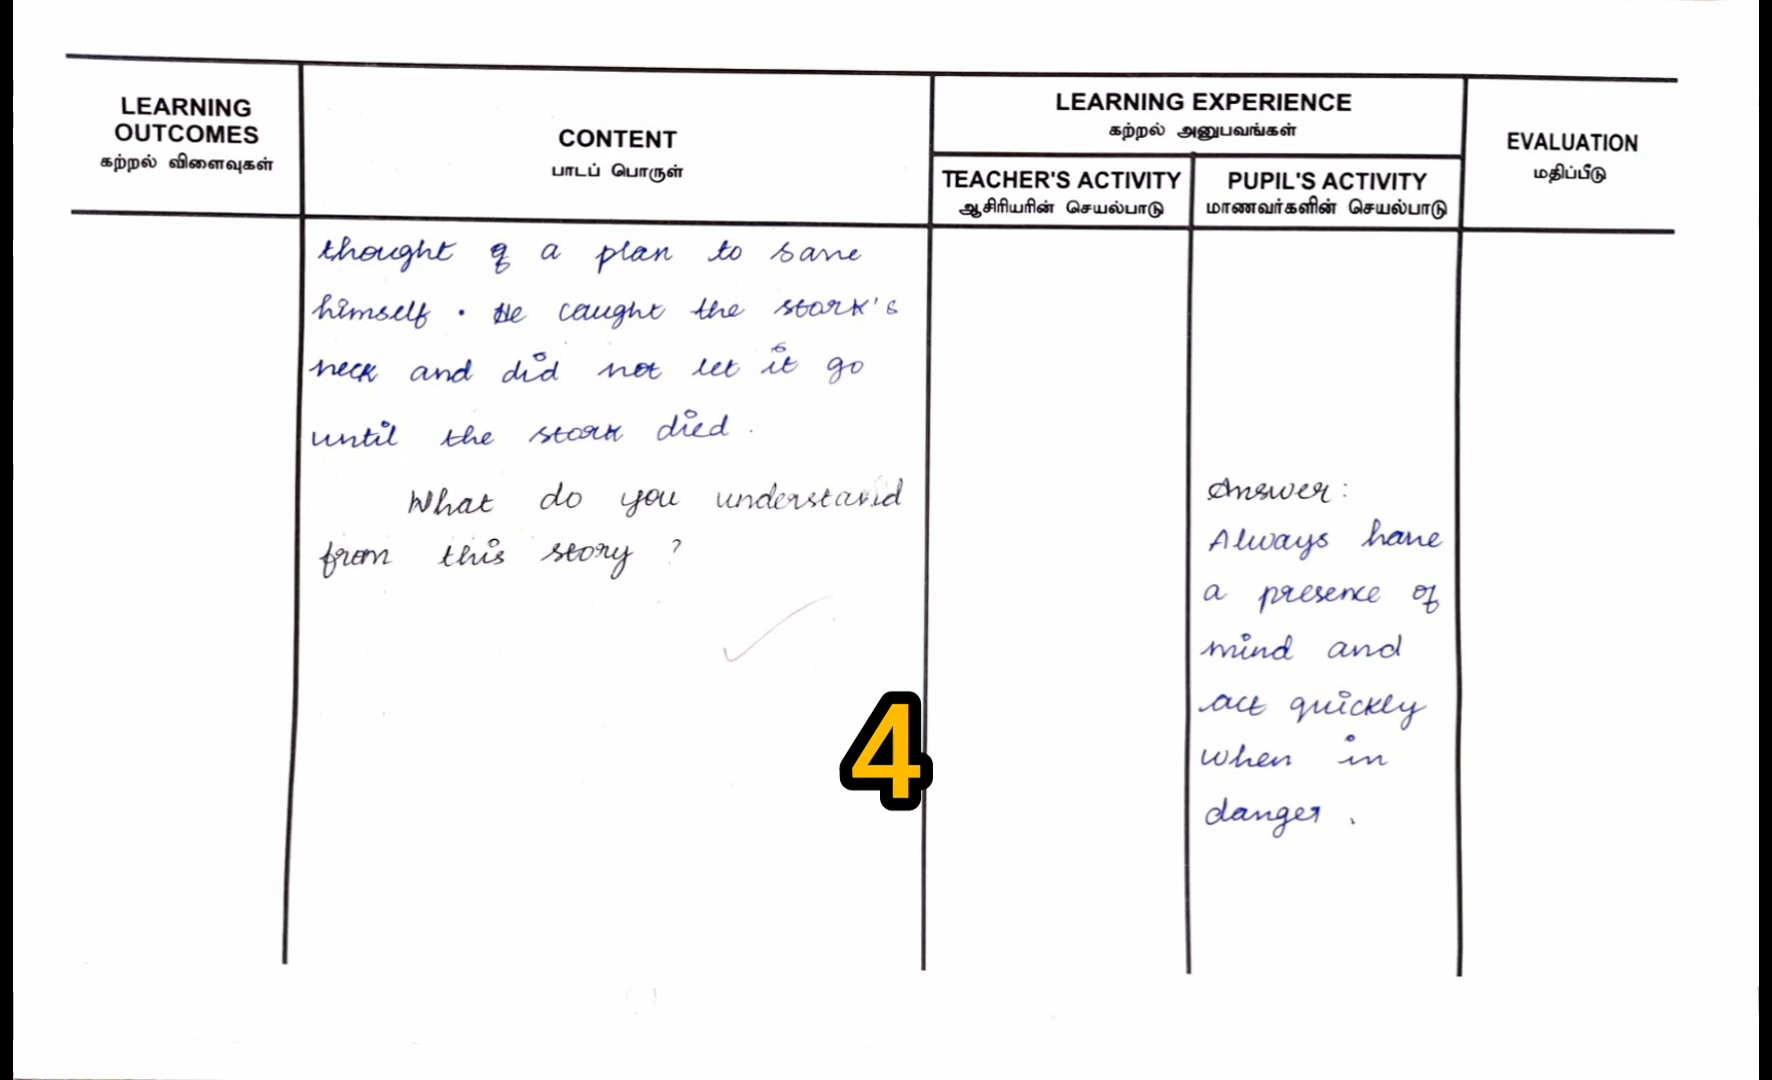 LEARNING
OUTCOMES
கற்றல் விளைவுகள்
CONTENT
பாடப் பொருள்
LEARNING EXPERIENCE
கற்றல் அனுபவங்கள்
TEACHER'S ACTIVITY
ஆசிரியரின் செயல்பாடு
PUPIL'S ACTIVITY
மாணவர்களின் செயல்பாடு
EVALUATION
மதிப்பீடு
thought of a plan to save
himself. He caught the stork's
neck and did not let it go
until the stork died.
What do you understand
from this story?
Answer:
Always have
a presence of
mind and
act quickly
when in
danger.
4